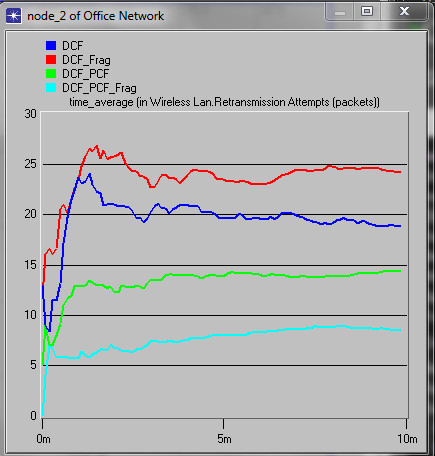 node_2 of Office Network
DCF
DCF_Frag
DCF_PCF
DCF_PCF_Frag
time_average (in Wireless Lan.Retransmission Attempts (packets))
30
25
20
15
10
5
0
0m 5m 10m